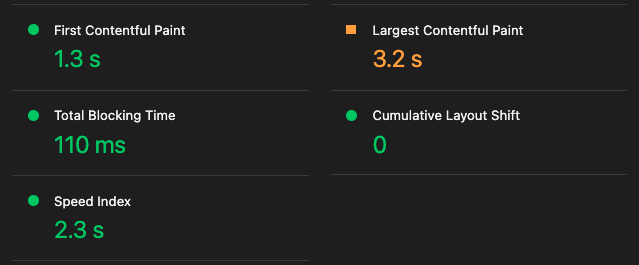 First Contentful Paint
1.3 s
Largest Contentful Paint
3.2 s
Total Blocking Time
110 ms
Cumulative Layout Shift
0
Speed Index
2.3 s